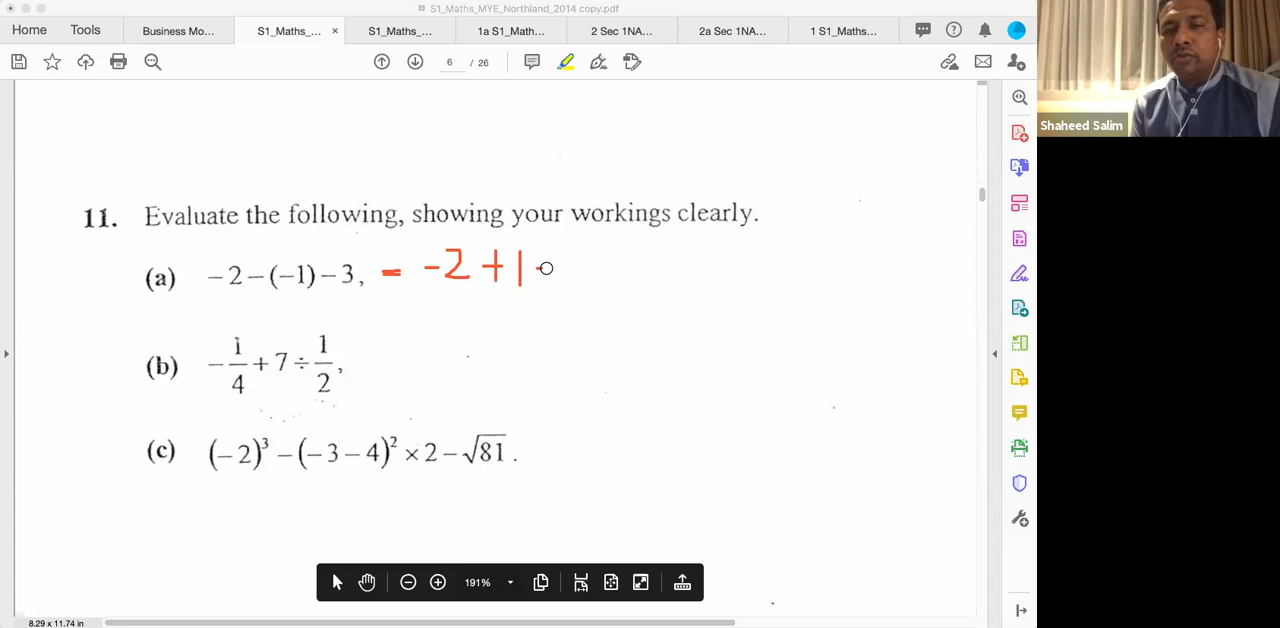 S1_Maths_MYE_Northland_2014 copy.pdf
Home Tools Business Mo... S1_Maths_... × S1_Maths_... 1a S1_Math... 2 Sec 1NA... 2a Sec 1NA... 1 S1_Maths...
6 / 26
Shaheed Salim
11. Evaluate the following, showing your workings clearly.
(a) −2−(−1)−3, = -2 + 1 -
(b) −1/4+7÷1/2,
(c) (−2)³−(−3−4)²×2−√81.
191%
8.29 x 11.74 in